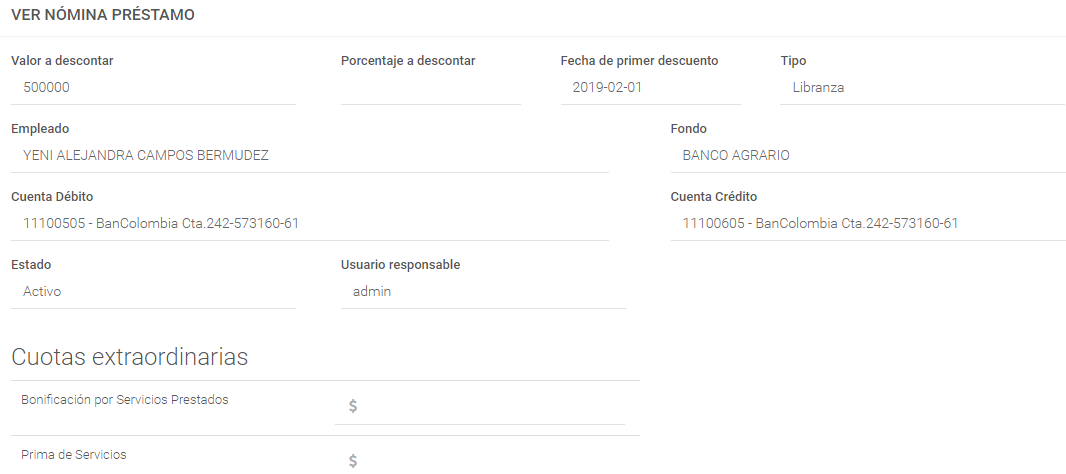 VER NÓMINA PRÉSTAMO
Valor a descontar Porcentaje a descontar Fecha de primer descuento Tipo
500000 2019-02-01 Libranza
Empleado Fondo
YENI ALEJANDRA CAMPOS BERMUDEZ BANCO AGRARIO
Cuenta Débito Cuenta Crédito
11100505 - BanColombia Cta.242-573160-61 11100605 - BanColombia Cta.242-573160-61
Estado Usuario responsable
Activo admin
Cuotas extraordinarias
Bonificación por Servicios Prestados $
Prima de Servicios $